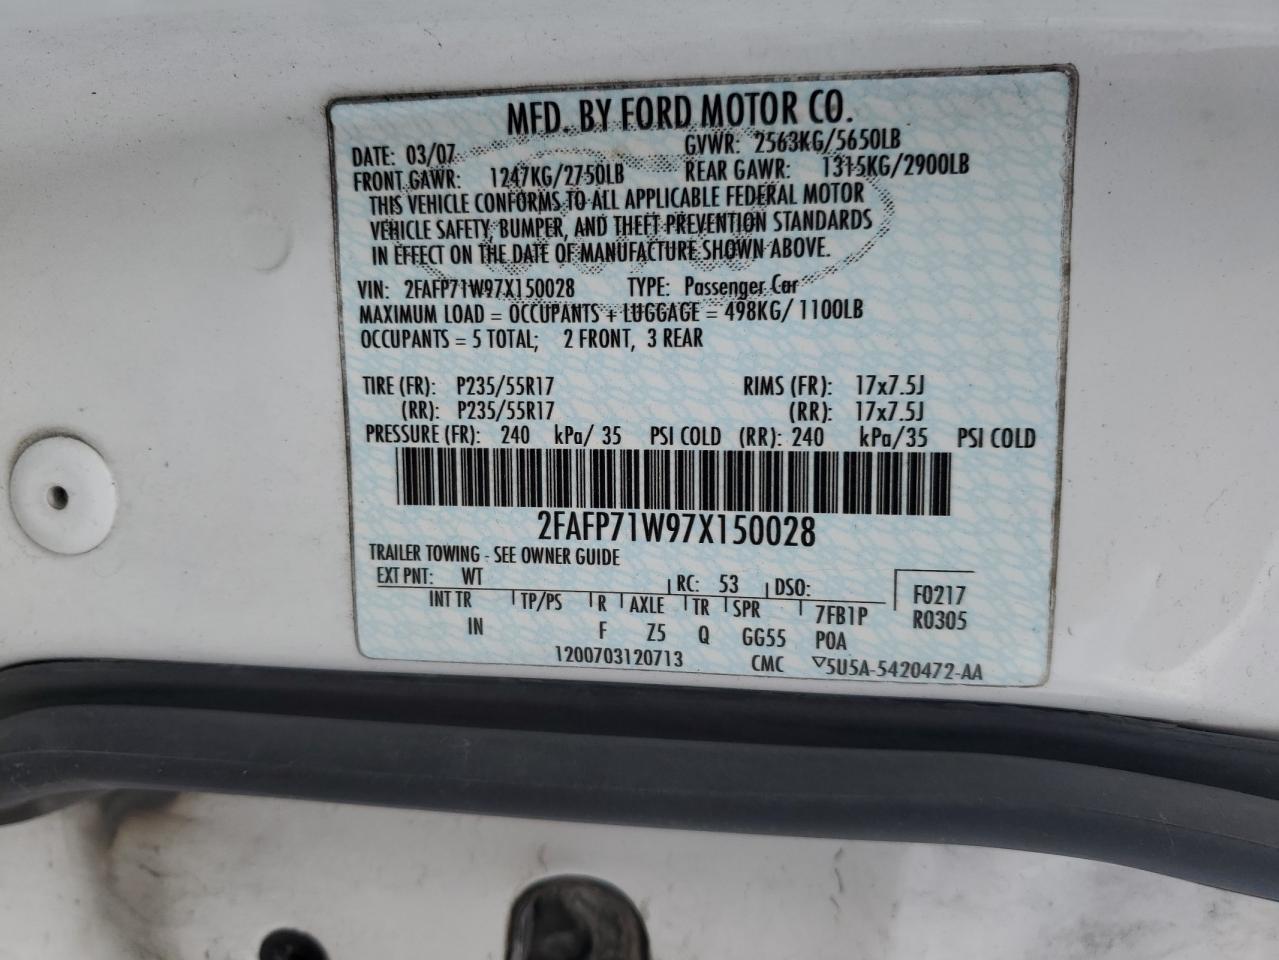 MFD. BY FORD MOTOR CO.
DATE: 03/07 GVWR: 2563KG/5650LB
FRONT GAWR: 1247KG/2750LB REAR GAWR: 1315KG/2900LB
THIS VEHICLE CONFORMS TO ALL APPLICABLE FEDERAL MOTOR
VEHICLE SAFETY, BUMPER, AND THEFT PREVENTION STANDARDS
IN EFFECT ON THE DATE OF MANUFACTURE SHOWN ABOVE.
VIN: 2FAFP71W97X150028 TYPE: Passenger Car
MAXIMUM LOAD = OCCUPANTS + LUGGAGE = 498KG/ 1100LB
OCCUPANTS = 5 TOTAL; 2 FRONT, 3 REAR
TIRE (FR): P235/55R17 RIMS (FR): 17x7.5J
(RR): P235/55R17 (RR): 17x7.5J
PRESSURE (FR): 240 kPa/ 35 PSI COLD (RR): 240 kPa/35 PSI COLD
2FAFP71W97X150028
TRAILER TOWING - SEE OWNER GUIDE
EXT PNT: WT RC: 53 DSO: F0217
INT TR TP/PS R AXLE TR SPR 7FB1P R0305
IN F Z5 Q GG55 POA
1200703120713 CMC ▽5U5A-5420472-AA